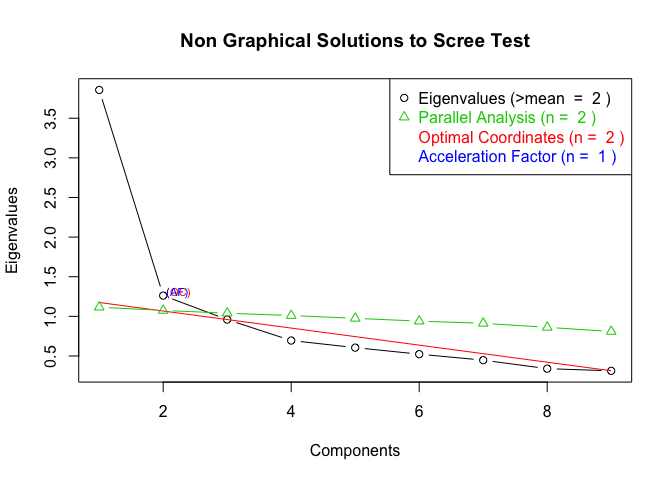 Non Graphical Solutions to Scree Test
Eigenvalues (>mean = 2 )
Parallel Analysis (n = 2 )
Optimal Coordinates (n = 2 )
Acceleration Factor (n = 1 )
Eigenvalues
3.5
3.0
2.5
2.0
1.5
1.0
0.5
2 4 6 8
Components